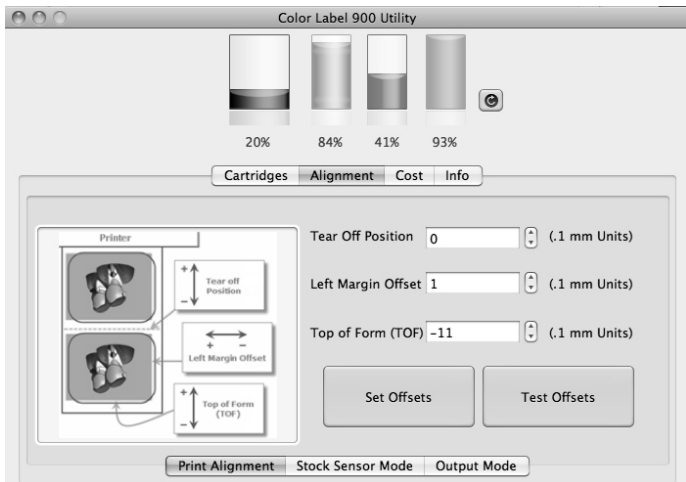 Color Label 900 Utility
20% 84% 41% 93%
Cartridges Alignment Cost Info
Printer
+ Tear off
− Position
+ −
Left Margin Offset
+ Top of Form
− (TOF)
Tear Off Position 0 (.1 mm Units)
Left Margin Offset 1 (.1 mm Units)
Top of Form (TOF) -11 (.1 mm Units)
Set Offsets Test Offsets
Print Alignment Stock Sensor Mode Output Mode